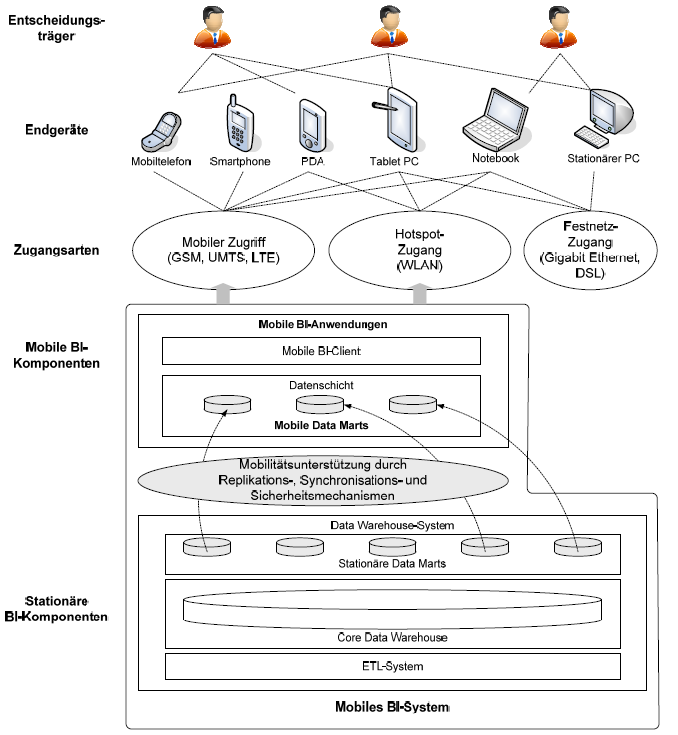 Entscheidungs-
träger
Endgeräte
Mobiltelefon
Smartphone
PDA
Tablet PC
Notebook
Stationärer PC
Zugangsarten
Mobiler Zugriff
(GSM, UMTS, LTE)
Hotspot-
Zugang
(WLAN)
Festnetz-
Zugang
(Gigabit Ethernet,
DSL)
Mobile BI-
Komponenten
Mobile BI-Anwendungen
Mobile BI-Client
Datenschicht
Mobile Data Marts
Mobilitätsunterstützung durch
Replikations-, Synchronisations- und
Sicherheitsmechanismen
Stationäre
BI-Komponenten
Data Warehouse-System
Stationäre Data Marts
Core Data Warehouse
ETL-System
Mobiles BI-System